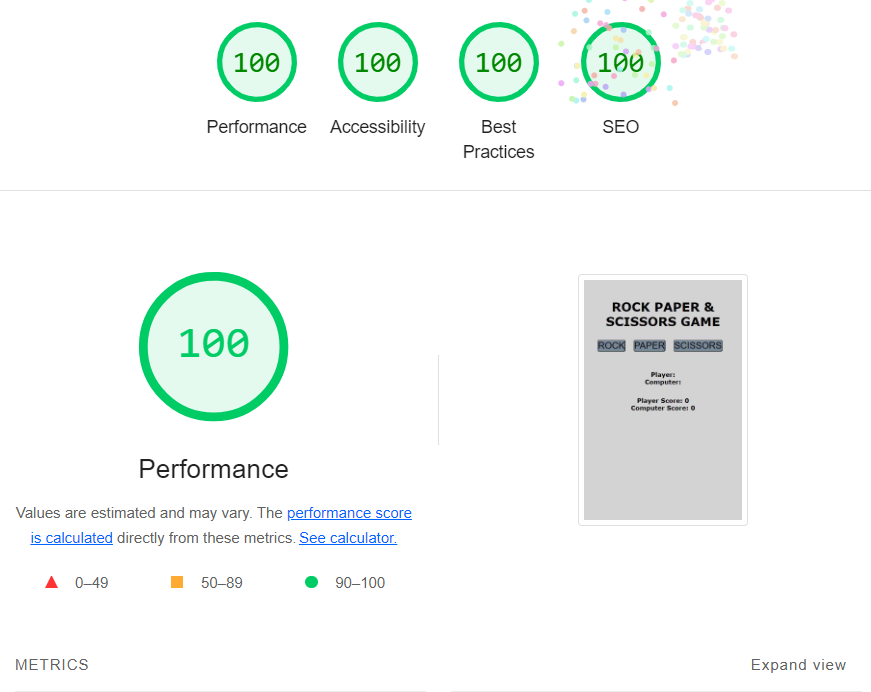 100
100
100
100
Performance
Accessibility
Best
Practices
SEO
100
Performance
Values are estimated and may vary. The performance score
is calculated directly from these metrics. See calculator.
0–49
50–89
90–100
ROCK PAPER &
SCISSORS GAME
ROCK PAPER SCISSORS
Player:
Computer:
Player Score: 0
Computer Score: 0
METRICS
Expand view